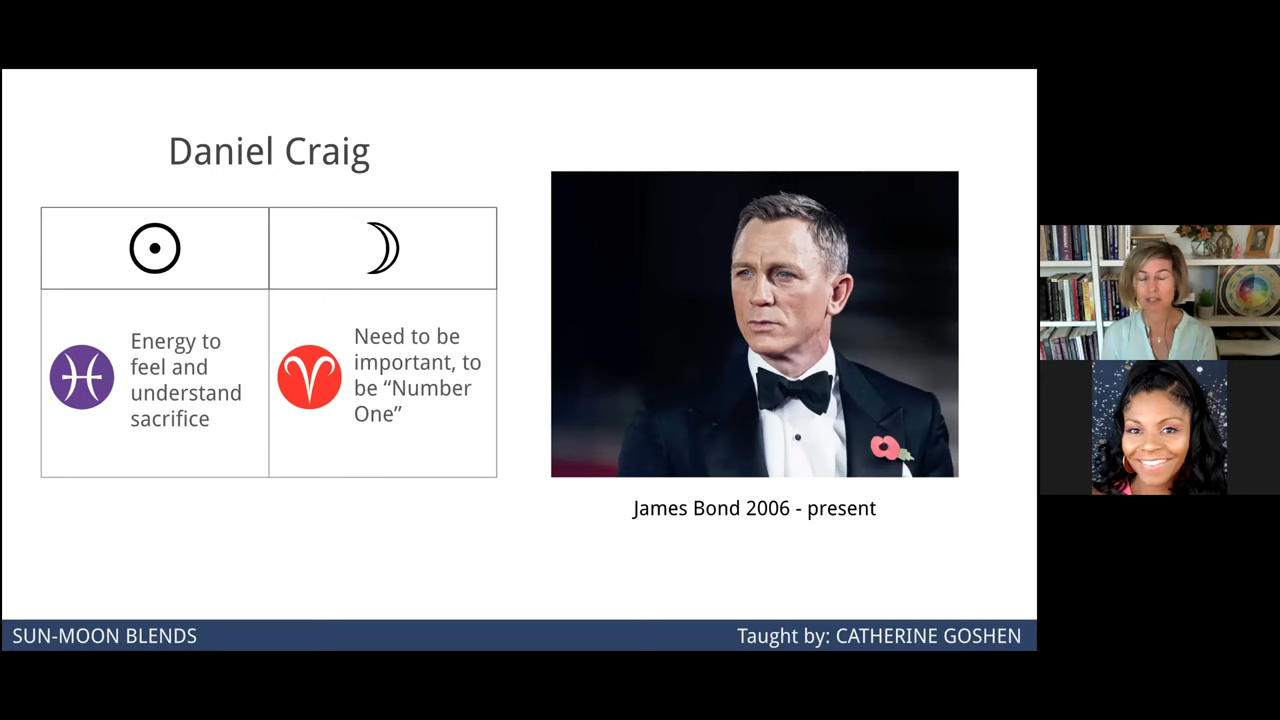 Daniel Craig
Energy to
feel and
understand
sacrifice
Need to be
important, to
be “Number
One”
James Bond 2006 - present
SUN-MOON BLENDS
Taught by: CATHERINE GOSHEN